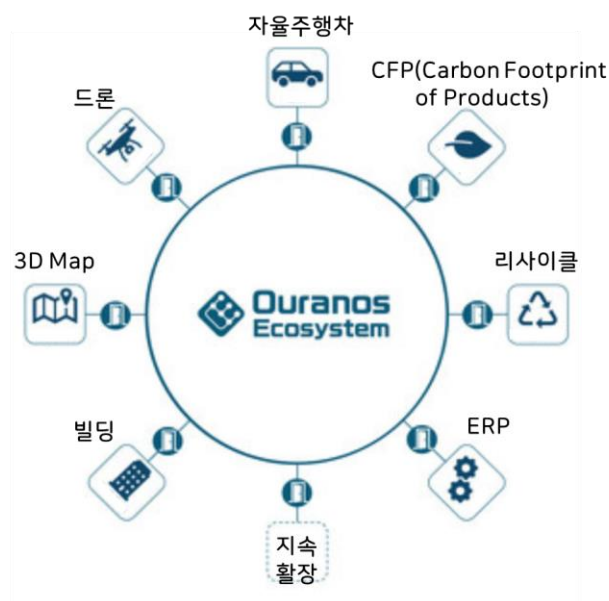 자율주행차
CFP(Carbon Footprint
of Products)
드론
3D Map
리사이클
Ouranos
Ecosystem
빌딩
ERP
지속
활장